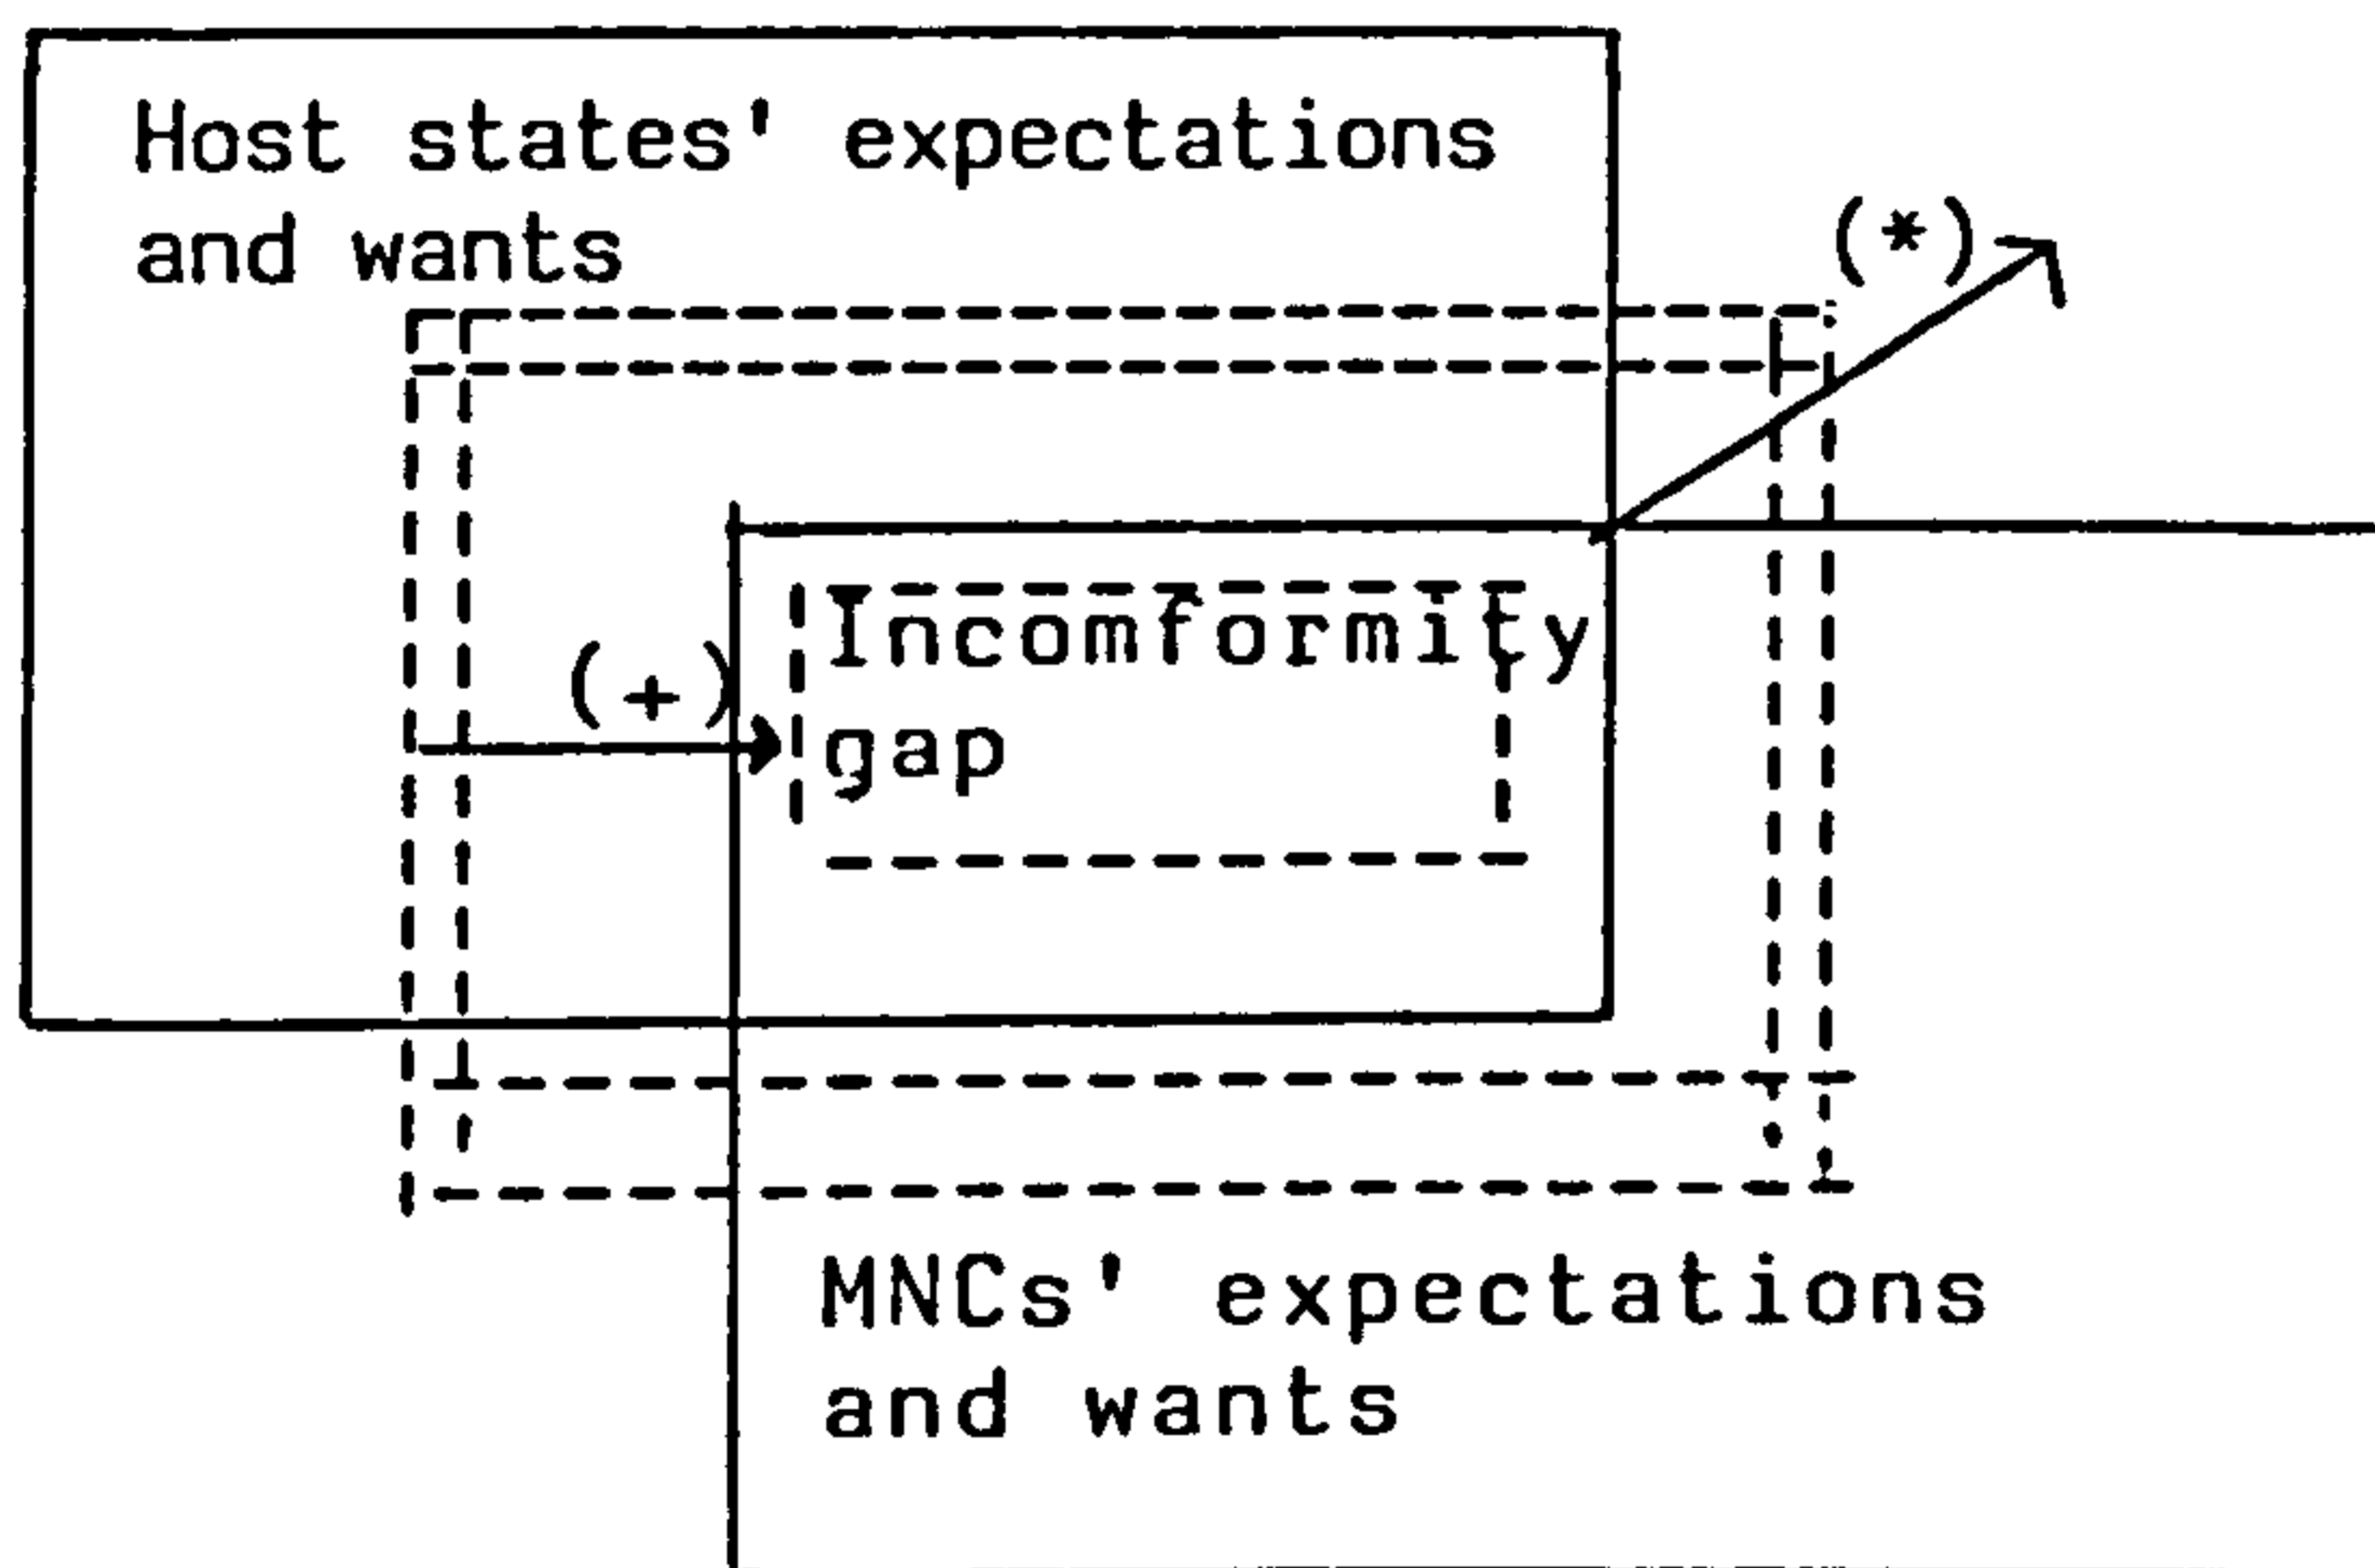 Host states' expectations
and wants
(*)
Incomformity
(+)
gap
MNCs' expectations
and wants